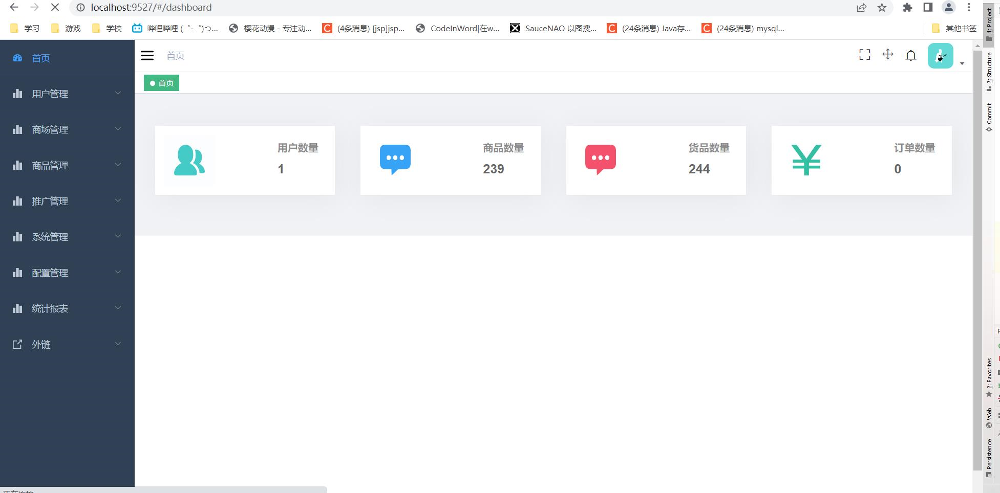 localhost:9527/#/dashboard
学习
游戏
学校
哔哩哔哩 (゜-゜)つ...
樱花动漫 - 专注动...
(4条消息) [jsp]jsp...
CodeInWord|在w...
SauceNAO 以图搜...
(24条消息) Java存...
(24条消息) mysql...
其他书签
首页
用户管理
商场管理
商品管理
推广管理
系统管理
配置管理
统计报表
外链
首页
首页
用户数量
1
商品数量
239
货品数量
244
¥
订单数量
0
1: Project
7: Structure
Commit
2: Favorites
Web
Persistence